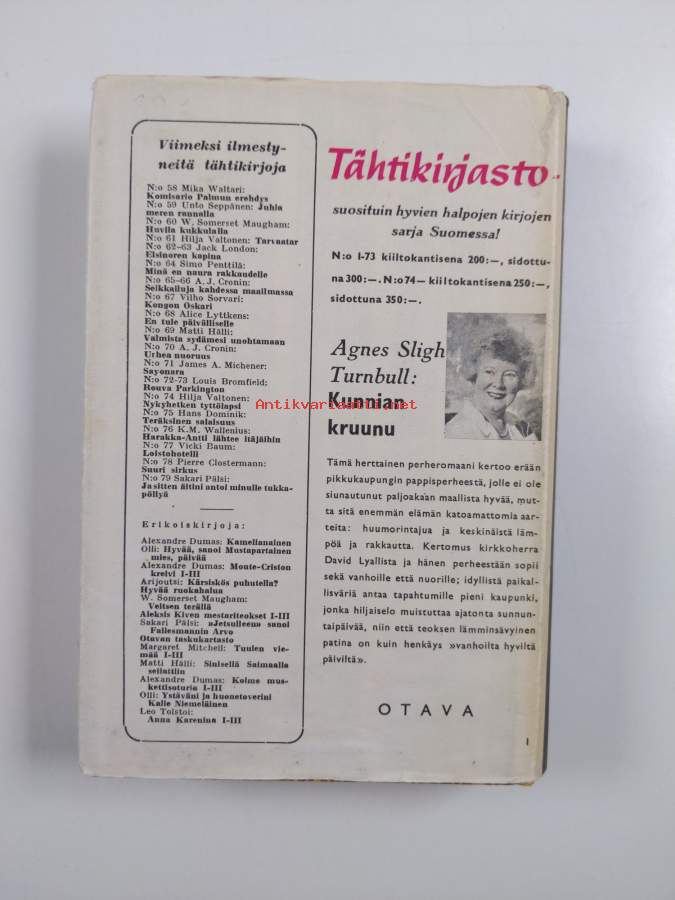 Viimeksi ilmesty-
neitä tähtikirjoja
N:o 58 Mika Waltari:
Komisario Palmun erehdys
N:o 59 Unto Seppänen: Juhla
meren rannalla
N:o 60 W. Somerset Maugham:
Huvila kukkulalla
N:o 61 Hilja Valtonen: Tarvaatar
N:o 62-63 Jack London:
Elsinoren kapina
N:o 64 Simo Penttilä:
Minä en naura rakkaudelle
N:o 65-66 A. J. Cronin:
Seikkailuja kahdessa maailmassa
N:o 67 Vilho Sorvari:
Kongon Oskari
N:o 68 Alice Lyttkens:
En tule päivälliselle
N:o 69 Matti Hälli:
Valmista sydämesi unohtamaan
N:o 70 A. J. Cronin:
Urhea nuoruus
N:o 71 James A. Michener:
Sayonara
N:o 72-73 Louis Bromfield:
Rouva Parkington
N:o 74 Hilja Valtonen:
Nykyhetken tyttölapsi
N:o 75 Hans Dominik:
Teräksinen salaisuus
N:o 76 K.M. Wallenius:
Harakka-Antti lähtee itäjäihin
N:o 77 Vicki Baum:
Loistohotelli
N:o 78 Pierre Clostermann:
Suuri sirkus
N:o 79 Sakari Pälsi:
Ja sitten äitini antoi minulle tukka-
pöllyä
Erikoiskirjoja:
Alexandre Dumas: Kamelianainen
Olli: Hyvää, sanoi Mustapartainen
mies, päivää
Alexandre Dumas: Monte-Criston
kreivi I-III
Arijoutsi: Kärsiskös puhutella?
Hyvää ruokahalua
W. Somerset Maugham:
Veitsen terällä
Aleksis Kiven mestariteokset I-III
Sakari Pälsi: »Jetsulleen» sanoi
Fallesmannin Arvo
Otavan taskukartasto
Margaret Mitchell: Tuulen vie-
mää I-III
Matti Hälli: Sinisellä Saimaalla
seilattiin
Alexandre Dumas: Kolme mus-
kettisoturia I-III
Olli: Ystäväni ja huonetoverini
Kalle Niemeläinen
Leo Tolstoi:
Anna Karenina I-III
Tähtikirjasto
suosituin hyvien halpojen kirjojen
sarja Suomessa!
N:o 1-73 kiiltokantisena 200:—, sidottu-
na 300:—. N:o 74— kiiltokantisena 250:—,
sidottuna 350:—.
Agnes Sligh
Turnbull:
Kunnian
kruunu
Antikvariaatti.net
Tämä herttainen perheromaani kertoo erään
pikkukaupungin pappisperheestä, jolle ei ole
siunautunut paljoakaan maallista hyvää, mut-
ta sitä enemmän elämän katoamattomia aar-
teita: huumorintajua ja keskinäistä läm-
pöä ja rakkautta. Kertomus kirkkoherra
David Lyallista ja hänen perheestään sopii
sekä vanhoille että nuorille; idyllistä paikal-
lisväriä antaa tapahtumille pieni kaupunki,
jonka hiljaiselo muistuttaa ajatonta sunnun-
taipäivää, niin että teoksen lämminsävyinen
patina on kuin henkäys »vanhoilta hyviltä
päiviltä».
OTAVA
1